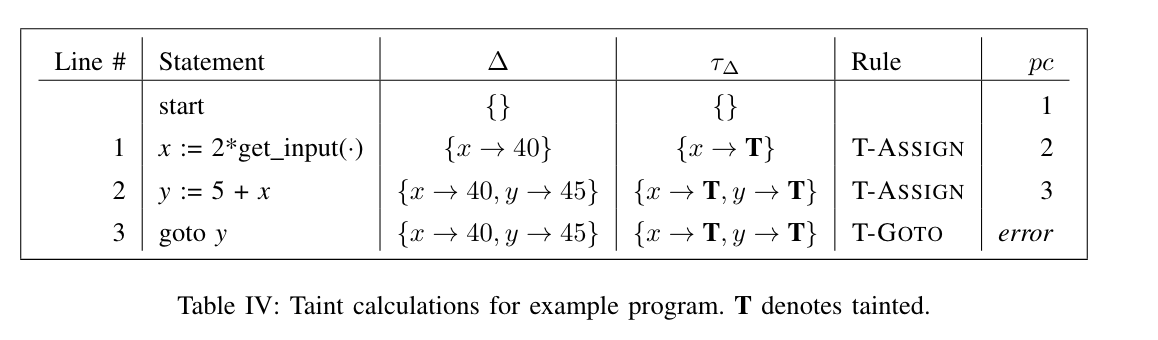 Line # Statement Δ τΔ Rule pc
start {} {} 1
1 x := 2*get_input(·) {x → 40} {x → T} T-ASSIGN 2
2 y := 5 + x {x → 40, y → 45} {x → T, y → T} T-ASSIGN 3
3 goto y {x → 40, y → 45} {x → T, y → T} T-GOTO error
Table IV: Taint calculations for example program. T denotes tainted.